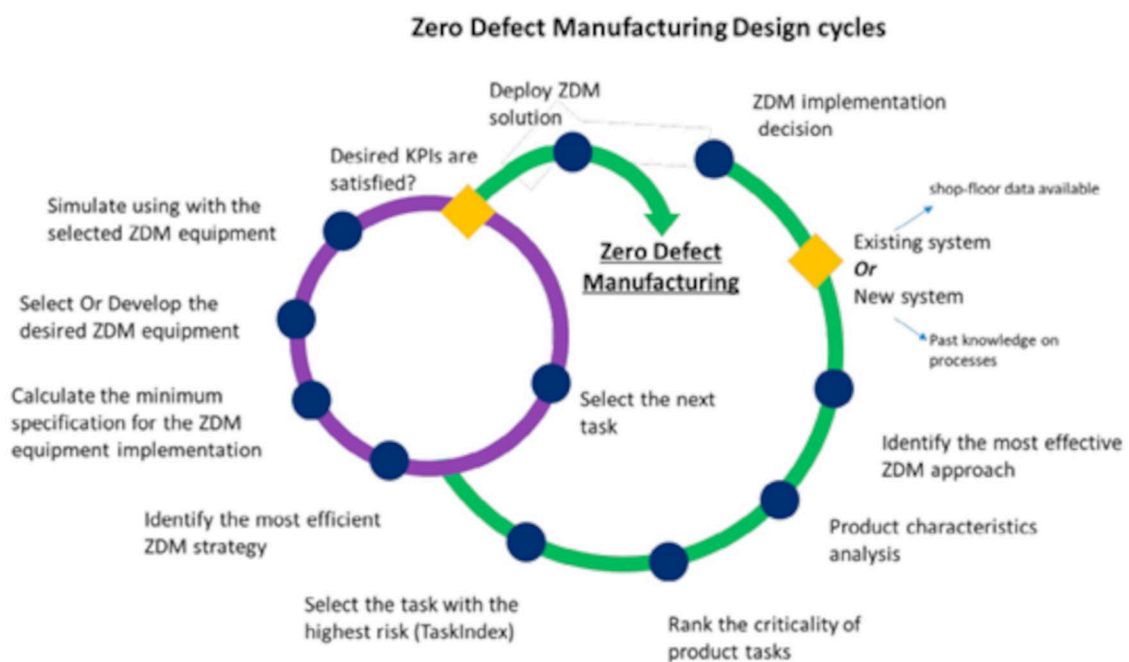 Zero Defect Manufacturing Design cycles
Deploy ZDM
solution
ZDM implementation
decision
Desired KPIs are
satisfied?
shop-floor data available
Simulate using with the
selected ZDM equipment
Existing system
Or
New system
Zero Defect
Manufacturing
Select Or Develop the
desired ZDM equipment
Past knowledge on
processes
Calculate the minimum
specification for the ZDM
equipment implementation
Select the next
task
Identify the most effective
ZDM approach
Identify the most efficient
ZDM strategy
Product characteristics
analysis
Select the task with the
highest risk (TaskIndex)
Rank the criticality of
product tasks